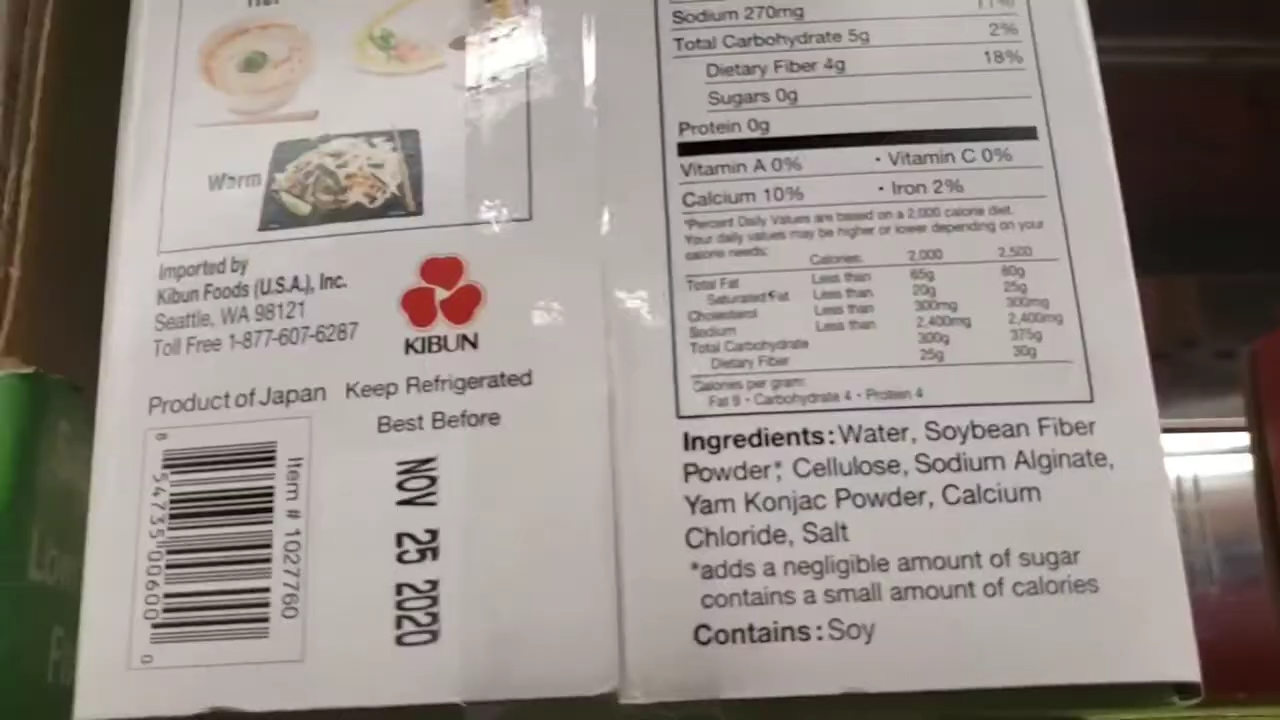 Warm
Imported by
Kibun Foods (U.S.A.), Inc.
Seattle, WA 98121
Toll Free 1-877-607-6287
KIBUN
Product of Japan Keep Refrigerated
Best Before
NOV 25 2020
Item # 1027760
8 54735 00600 0
Sodium 270mg 11%
Total Carbohydrate 5g 2%
Dietary Fiber 4g 18%
Sugars 0g
Protein 0g
Vitamin A 0% • Vitamin C 0%
Calcium 10% • Iron 2%
*Percent Daily Values are based on a 2,000 calorie diet.
Your daily values may be higher or lower depending on your
calorie needs:
Calories: 2,000 2,500
Total Fat Less than 65g 80g
Saturated Fat Less than 20g 25g
Cholesterol Less than 300mg 300mg
Sodium Less than 2,400mg 2,400mg
Total Carbohydrate 300g 375g
Dietary Fiber 25g 30g
Calories per gram:
Fat 9 • Carbohydrate 4 • Protein 4
Ingredients: Water, Soybean Fiber
Powder*, Cellulose, Sodium Alginate,
Yam Konjac Powder, Calcium
Chloride, Salt
*adds a negligible amount of sugar
contains a small amount of calories
Contains: Soy